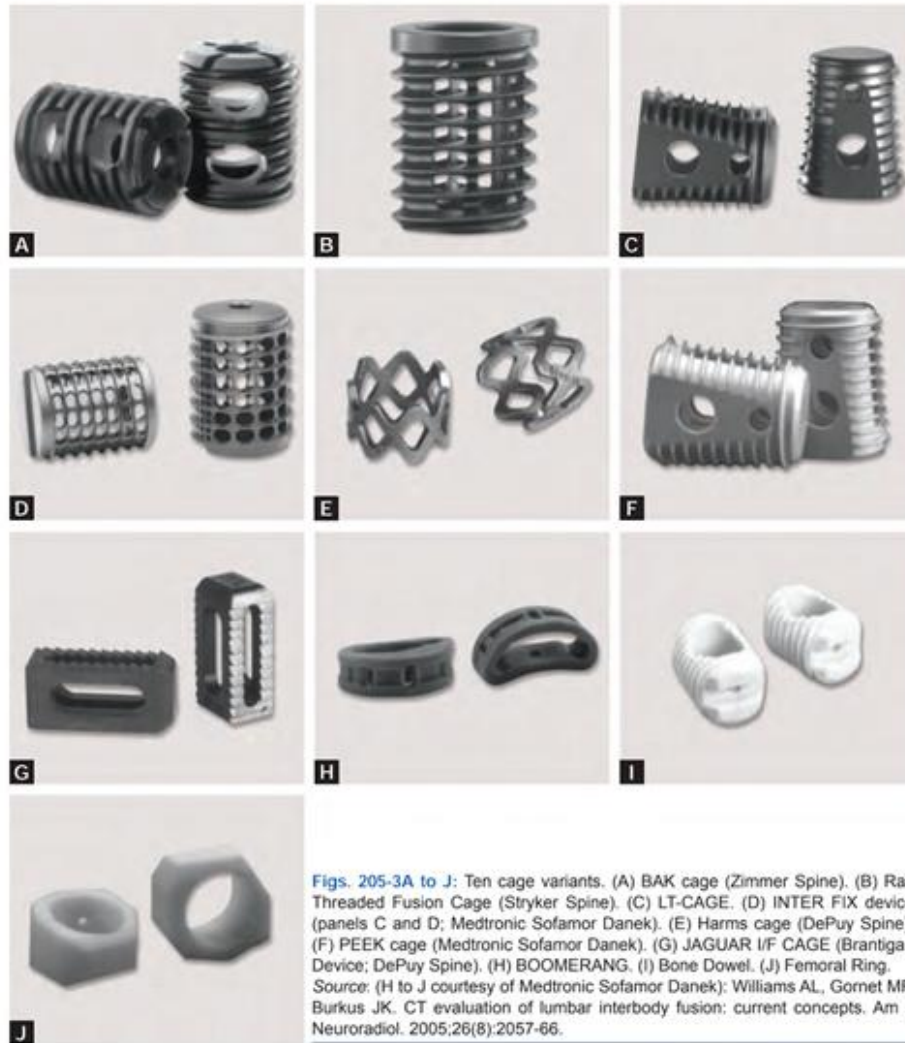 A
B
C
D
E
F
G
H
I
J
Figs. 205-3A to J: Ten cage variants. (A) BAK cage (Zimmer Spine). (B) Ra
Threaded Fusion Cage (Stryker Spine). (C) LT-CAGE. (D) INTER FIX devic
(panels C and D; Medtronic Sofamor Danek). (E) Harms cage (DePuy Spine)
(F) PEEK cage (Medtronic Sofamor Danek). (G) JAGUAR I/F CAGE (Brantiga
Device; DePuy Spine). (H) BOOMERANG. (I) Bone Dowel. (J) Femoral Ring.
Source: (H to J courtesy of Medtronic Sofamor Danek): Williams AL, Gornet MF
Burkus JK. CT evaluation of lumbar interbody fusion: current concepts. Am
Neuroradiol. 2005;26(8):2057-66.